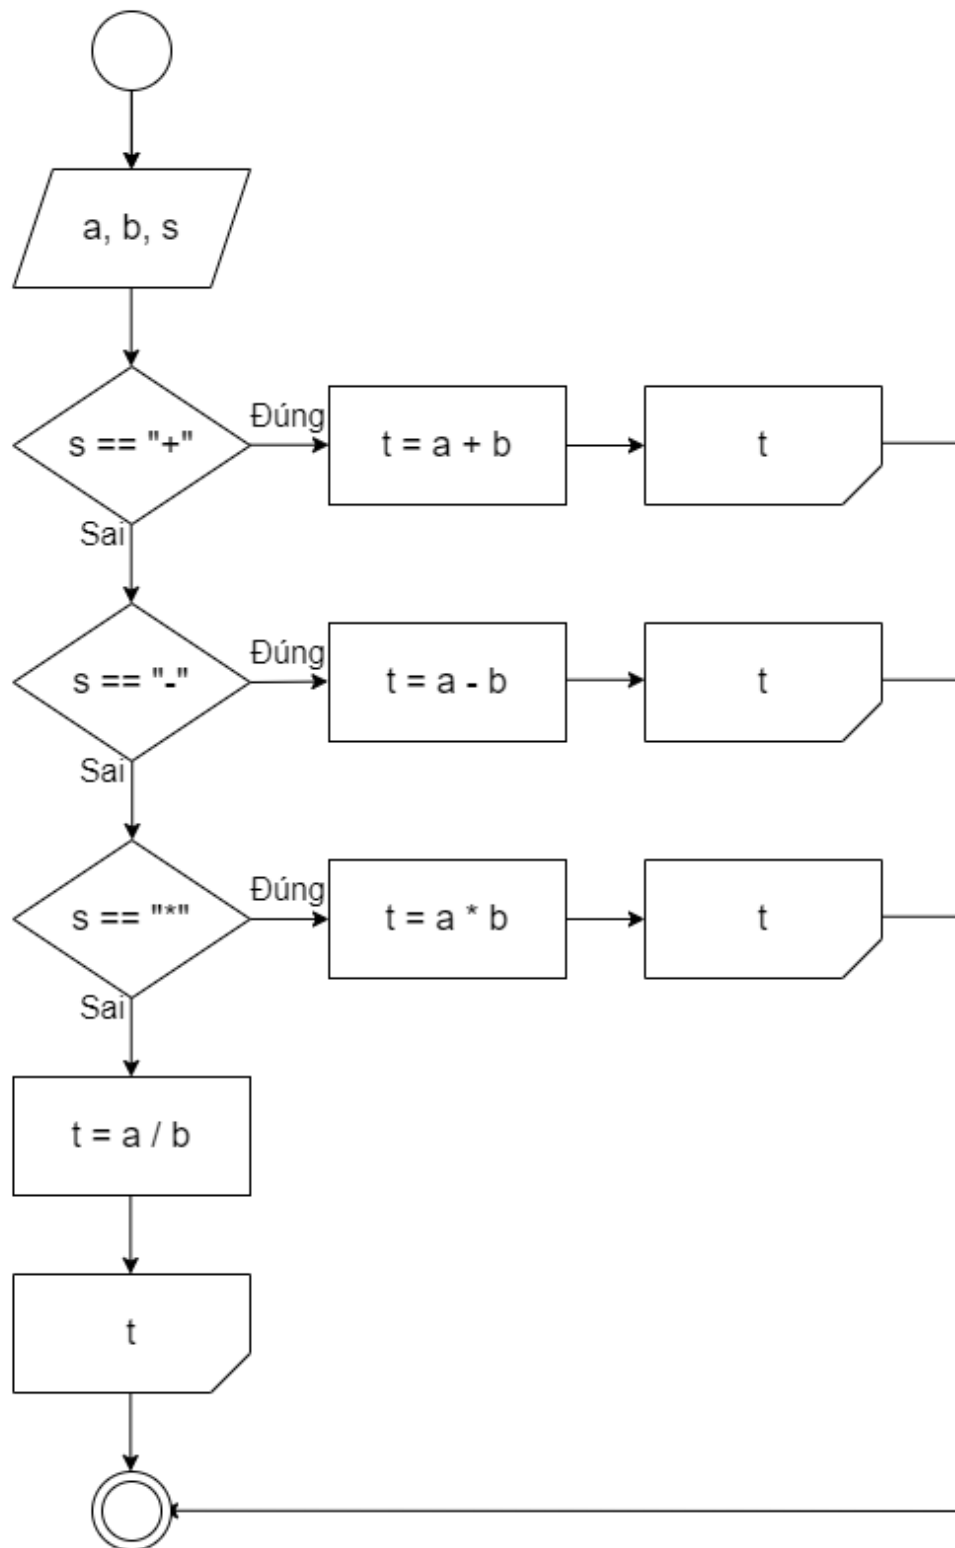 a, b, s
s == "+"
Đúng
t = a + b
t
Sai
s == "-"
Đúng
t = a - b
t
Sai
s == "*"
Đúng
t = a * b
t
Sai
t = a / b
t